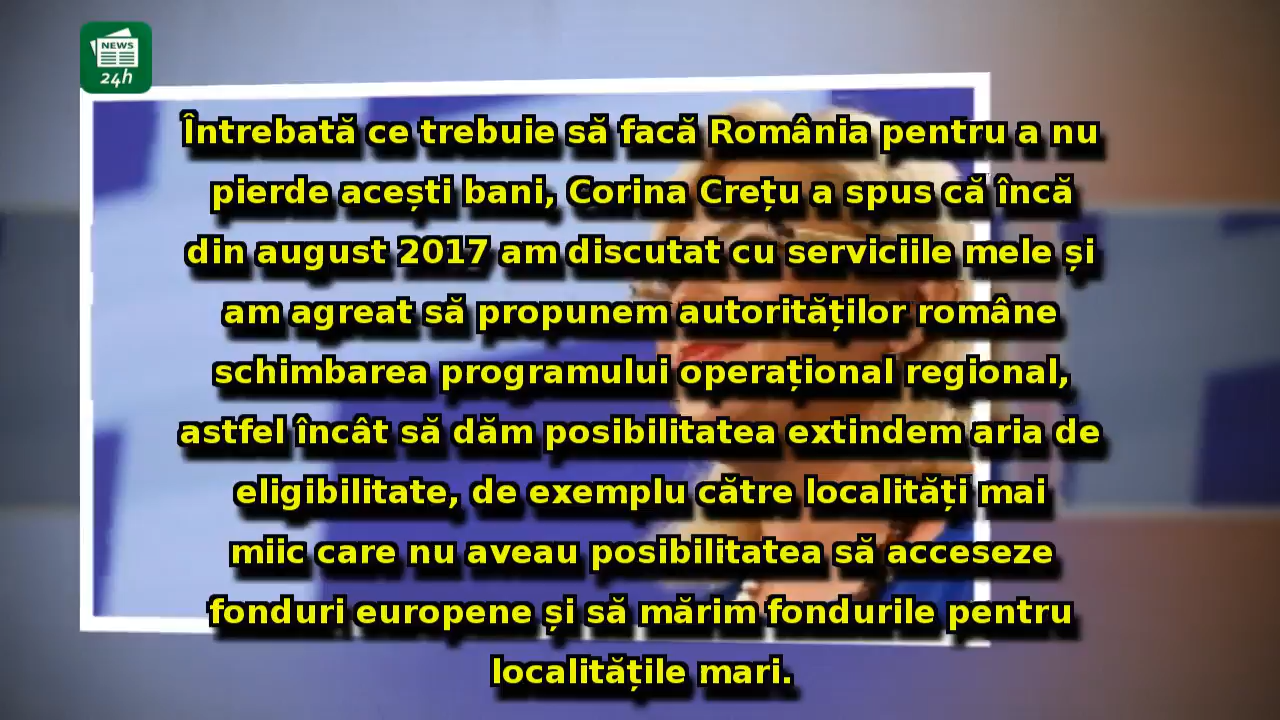 NEWS
24h
Întrebată ce trebuie să facă România pentru a nu
pierde acești bani, Corina Crețu a spus că încă
din august 2017 am discutat cu serviciile mele și
am agreat să propunem autorităților române
schimbarea programului operațional regional,
astfel încât să dăm posibilitatea extindem aria de
eligibilitate, de exemplu către localități mai
miic care nu aveau posibilitatea să acceseze
fonduri europene și să mărim fondurile pentru
localitățile mari.